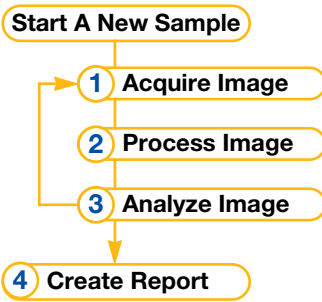 Start A New Sample
1 Acquire Image
2 Process Image
3 Analyze Image
4 Create Report